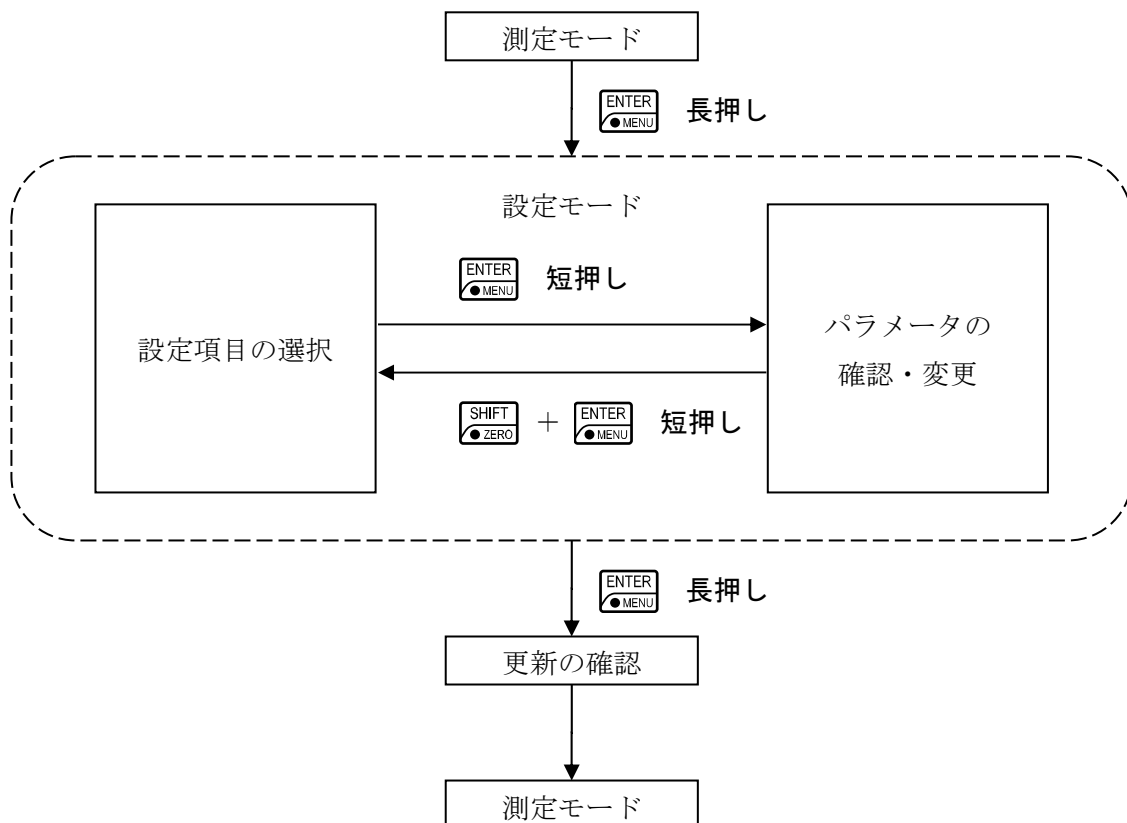 測定モード
ENTER
● MENU
長押し
設定モード
ENTER
● MENU
短押し
設定項目の選択
パラメータの
確認・変更
SHIFT
● ZERO
+
ENTER
● MENU
短押し
ENTER
● MENU
長押し
更新の確認
測定モード